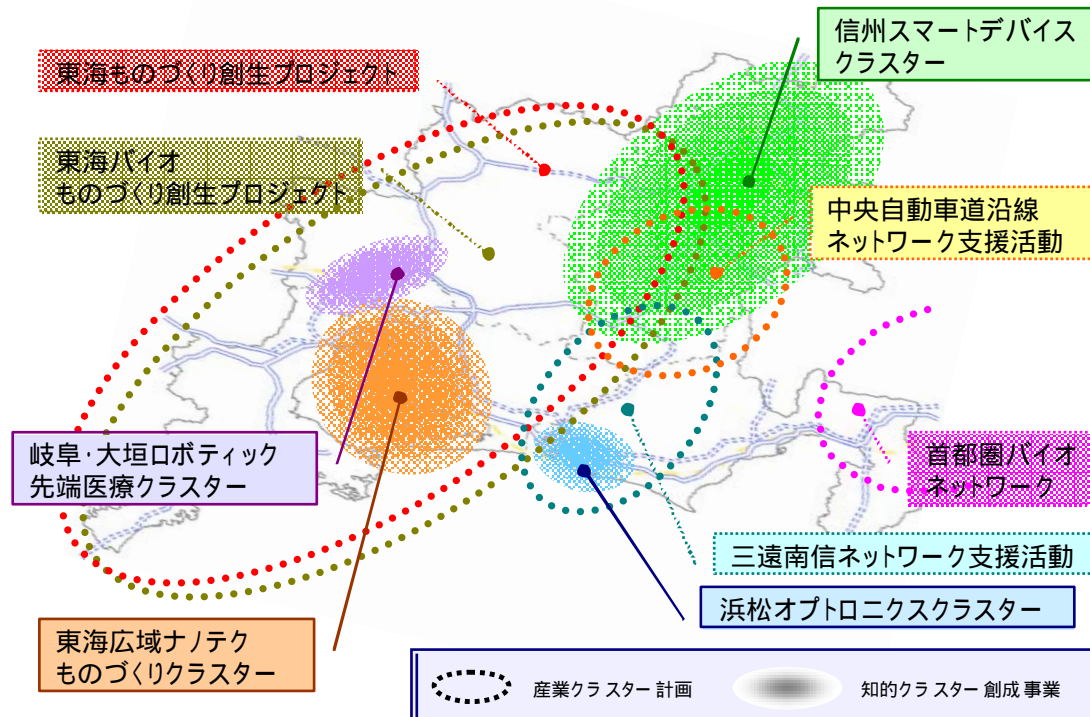 信州スマートデバイス
クラスター
東海ものづくり創生プロジェクト
東海バイオ
ものづくり創生プロジェクト
中央自動車道沿線
ネットワーク支援活動
岐阜・大垣ロボティック
先端医療クラスター
首都圏バイオ
ネットワーク
三遠南信ネットワーク支援活動
浜松オプトロニクスクラスター
東海広域ナノテク
ものづくりクラスター
産業クラスター計画
知的クラスター創成事業